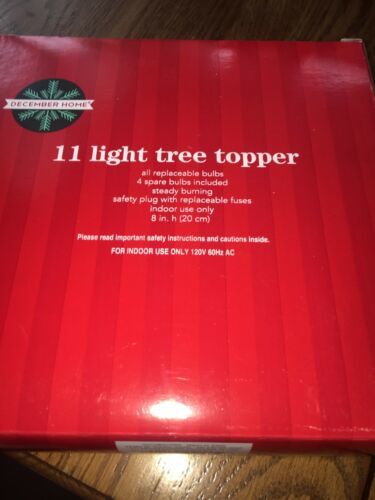 DECEMBER HOME
11 light tree topper
all replaceable bulbs
4 spare bulbs included
steady burning
safety plug with replaceable fuses
indoor use only
8 in. h (20 cm)
Please read important safety instructions and cautions inside.
FOR INDOOR USE ONLY 120V 60Hz AC